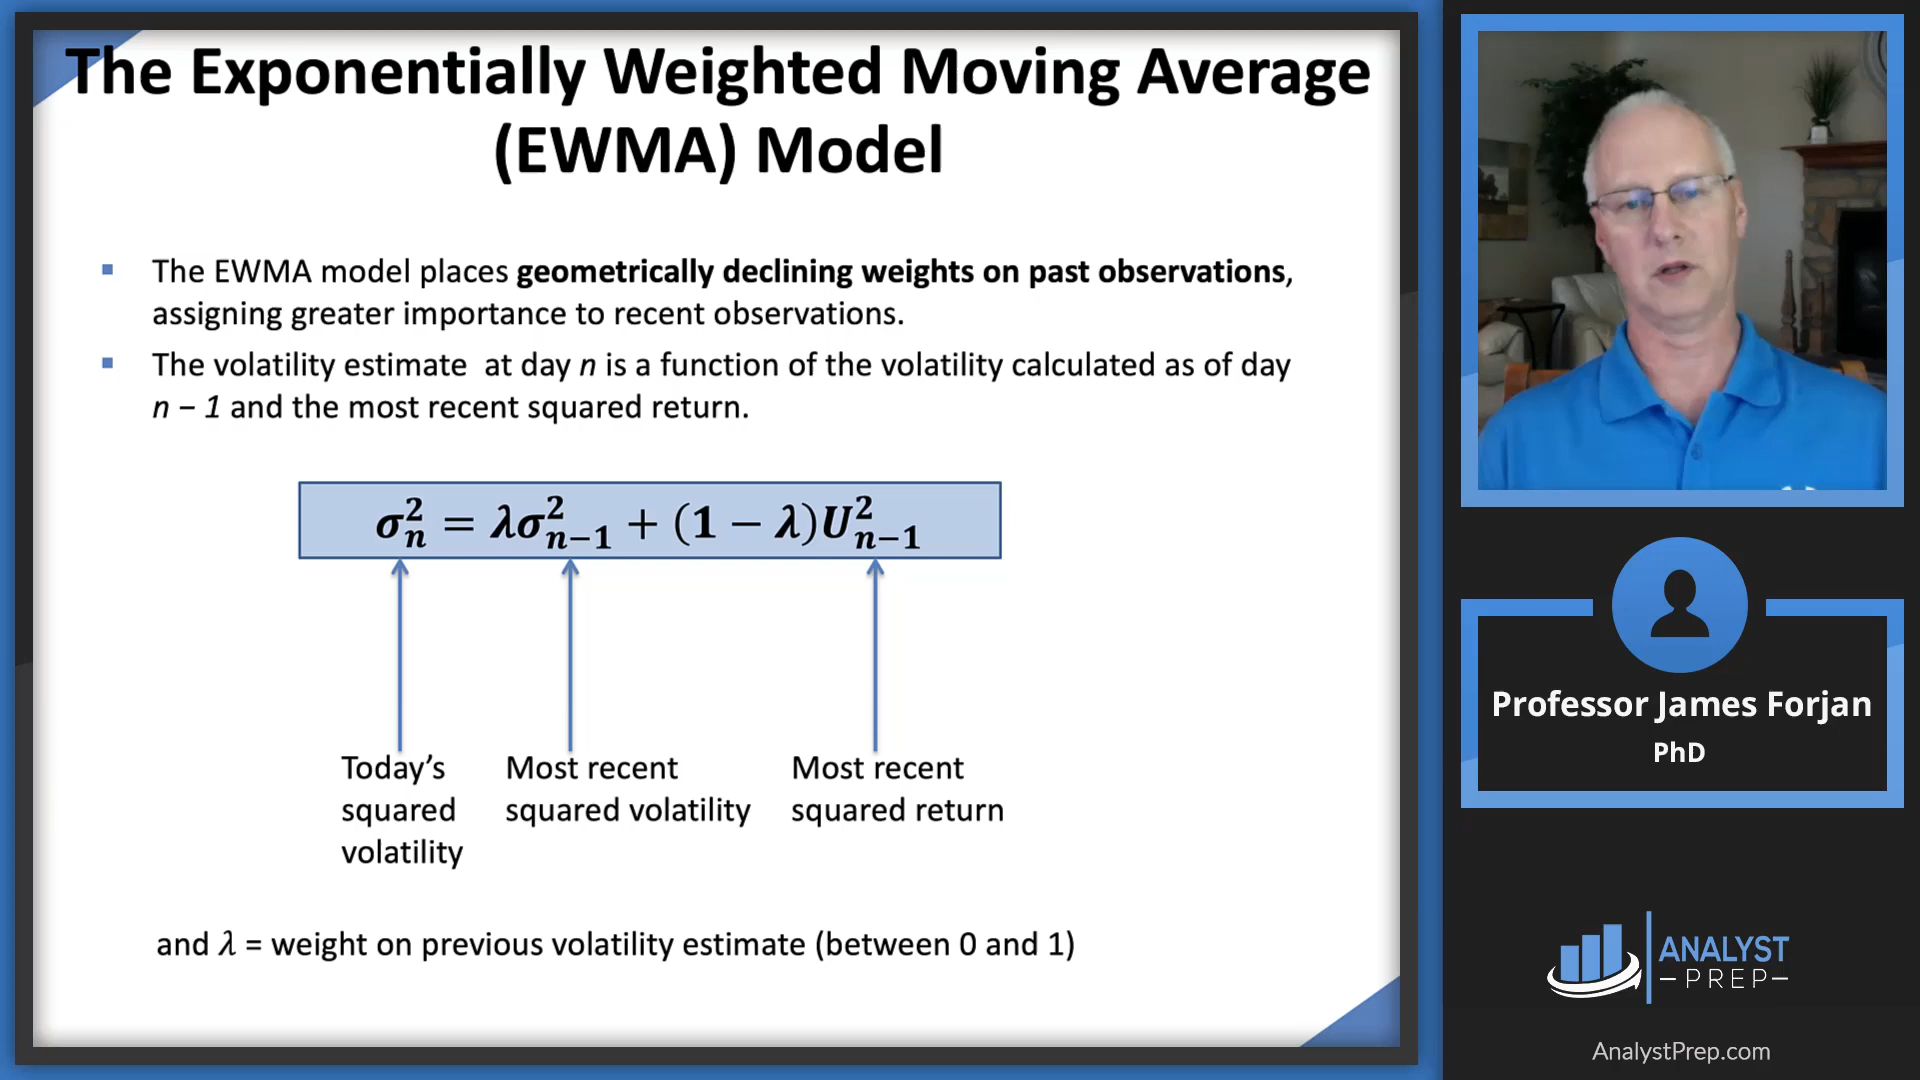 The Exponentially Weighted Moving Average
(EWMA) Model
▪ The EWMA model places geometrically declining weights on past observations,
assigning greater importance to recent observations.
▪ The volatility estimate  at day n is a function of the volatility calculated as of day
n − 1 and the most recent squared return.
σ²ₙ = λσ²ₙ₋₁ + (1 − λ)U²ₙ₋₁
Today’s
squared
volatility
Most recent
squared volatility
Most recent
squared return
and λ = weight on previous volatility estimate (between 0 and 1)
Professor James Forjan
PhD
ANALYST
PREP
AnalystPrep.com